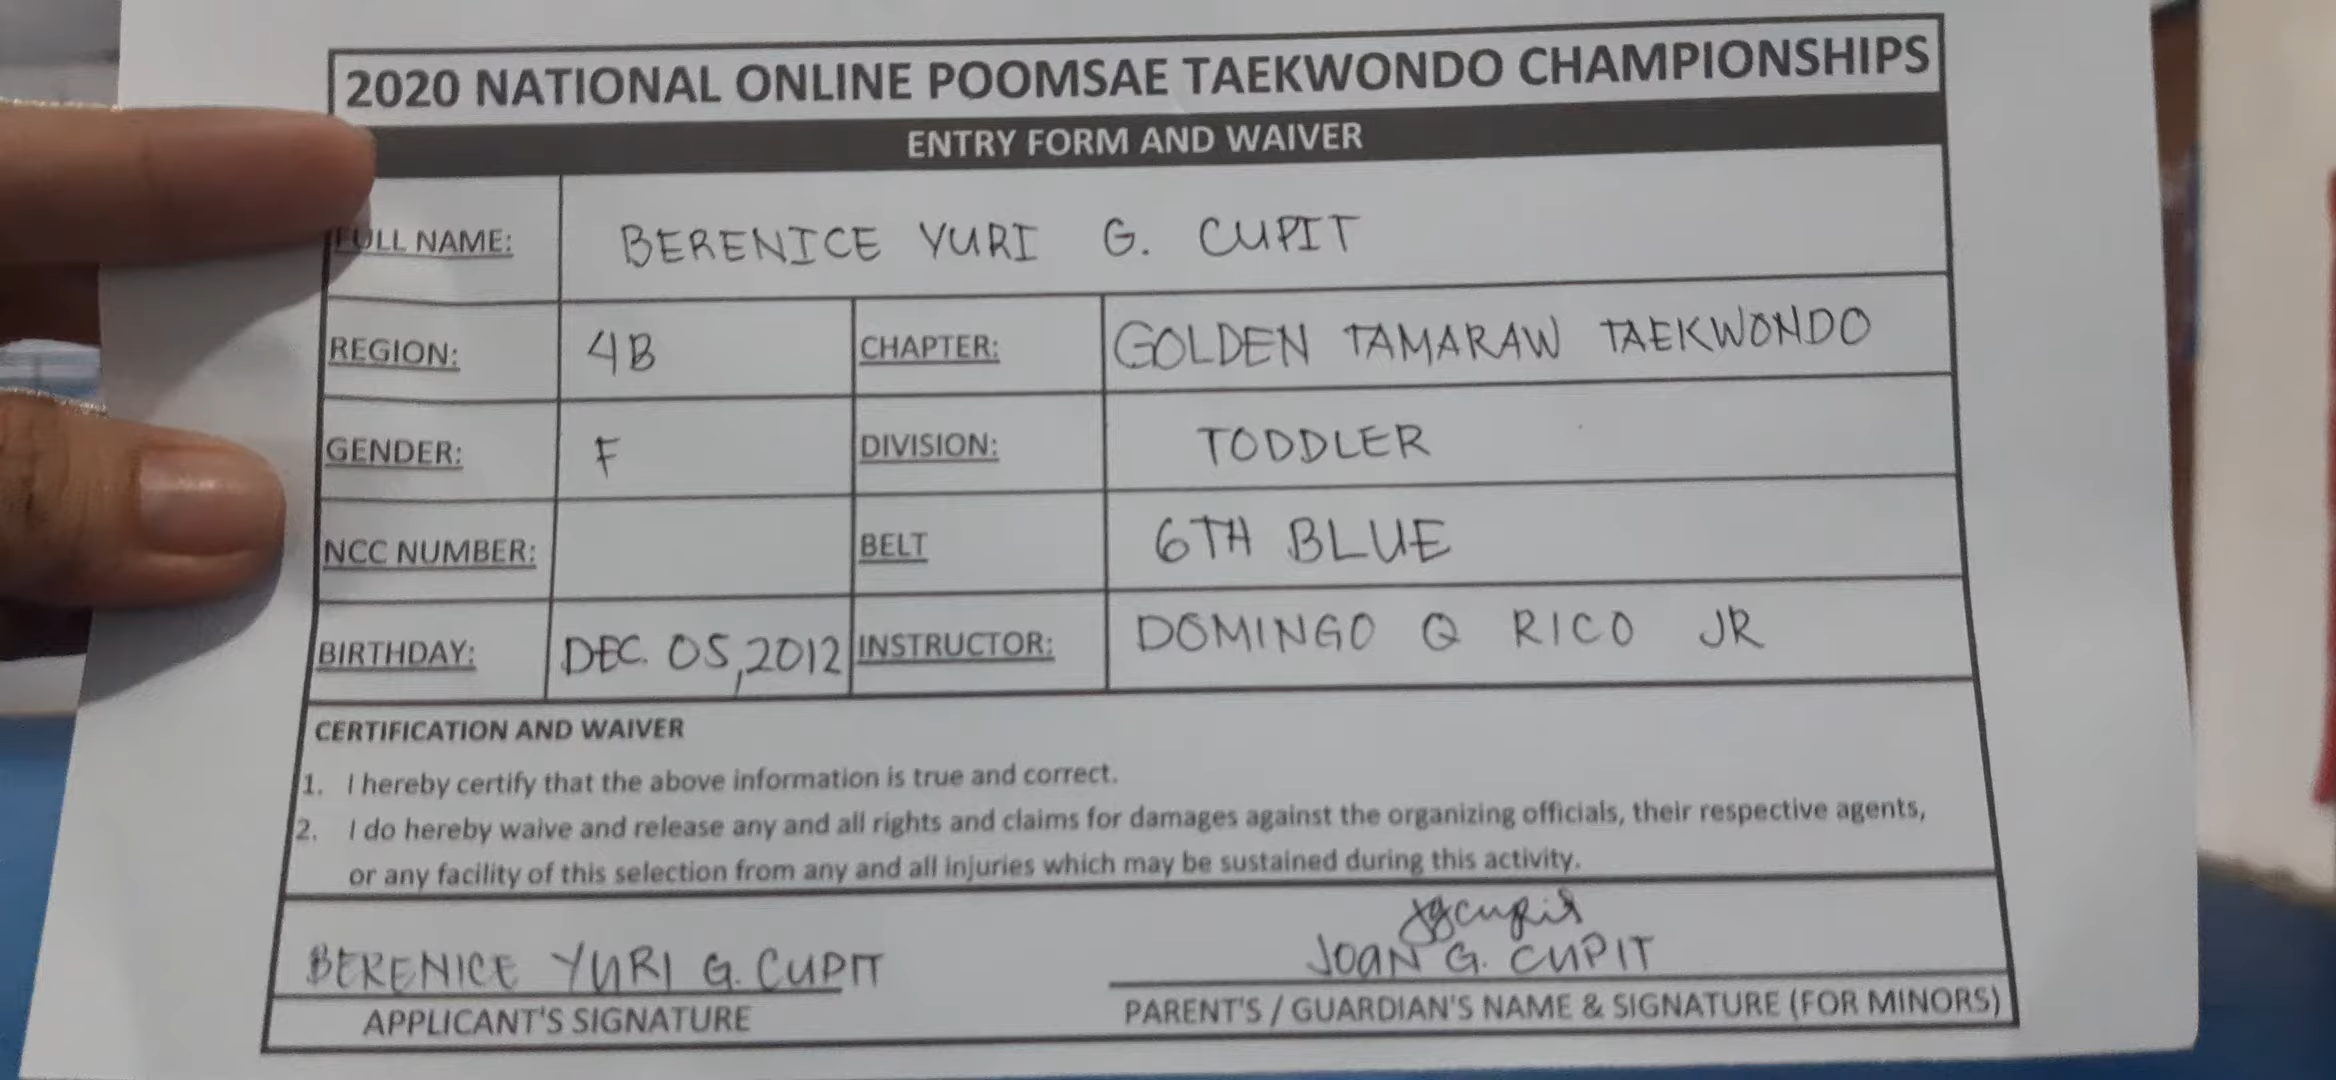 2020 NATIONAL ONLINE POOMSAE TAEKWONDO CHAMPIONSHIPS
ENTRY FORM AND WAIVER
FULL NAME: BERENICE YURI G. CUPIT
REGION: 4B CHAPTER: GOLDEN TAMARAW TAEKWONDO
GENDER: F DIVISION: TODDLER
NCC NUMBER: BELT 6TH BLUE
BIRTHDAY: DEC. 05,2012 INSTRUCTOR: DOMINGO Q RICO JR
CERTIFICATION AND WAIVER
1. I hereby certify that the above information is true and correct.
2. I do hereby waive and release any and all rights and claims for damages against the organizing officials, their respective agents,
or any facility of this selection from any and all injuries which may be sustained during this activity.
jgcupit
BERENICE YURI G. CUPIT JOAN G. CUPIT
APPLICANT'S SIGNATURE PARENT'S / GUARDIAN'S NAME & SIGNATURE (FOR MINORS)